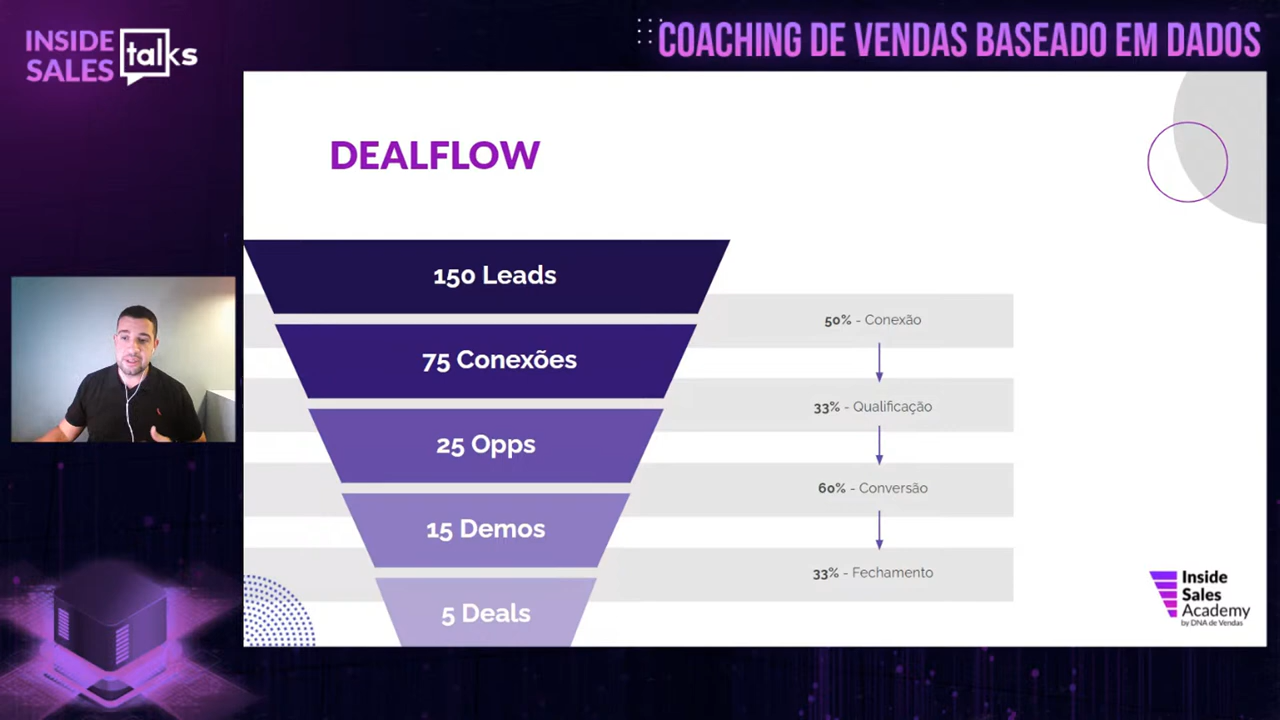 INSIDE
SALES
talks
COACHING DE VENDAS BASEADO EM DADOS
DEALFLOW
150 Leads
50% - Conexão
75 Conexões
33% - Qualificação
25 Opps
60% - Conversão
15 Demos
33% - Fechamento
5 Deals
Inside
Sales
Academy
by DNA de Vendas